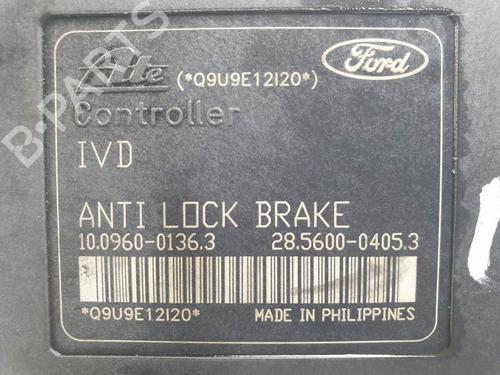 Ate (*Q9U9E12I20*) Ford
Controller
IVD
ANTI LOCK BRAKE
10.0960-0136.3 28.5600-0405.3
*Q9U9E12I20* MADE IN PHILIPPINES
B-PARTS